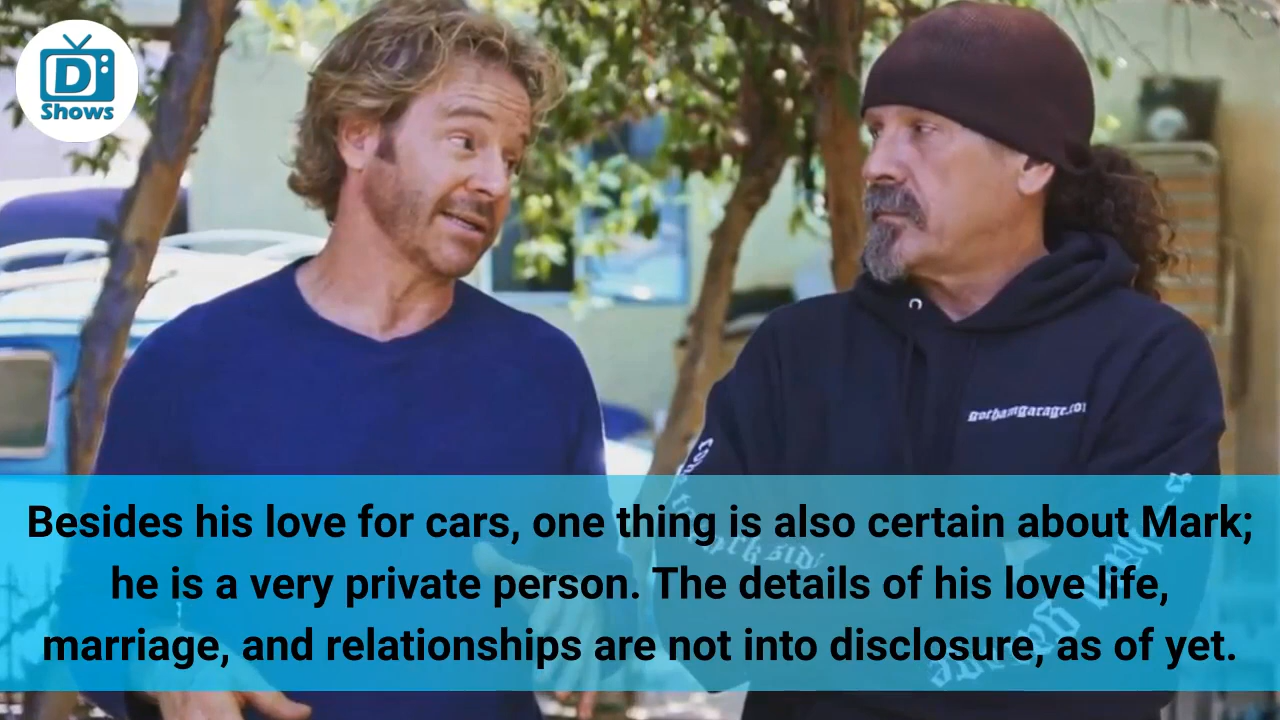 D
Shows
gothamgarage.co
Besides his love for cars, one thing is also certain about Mark;
he is a very private person. The details of his love life,
marriage, and relationships are not into disclosure, as of yet.